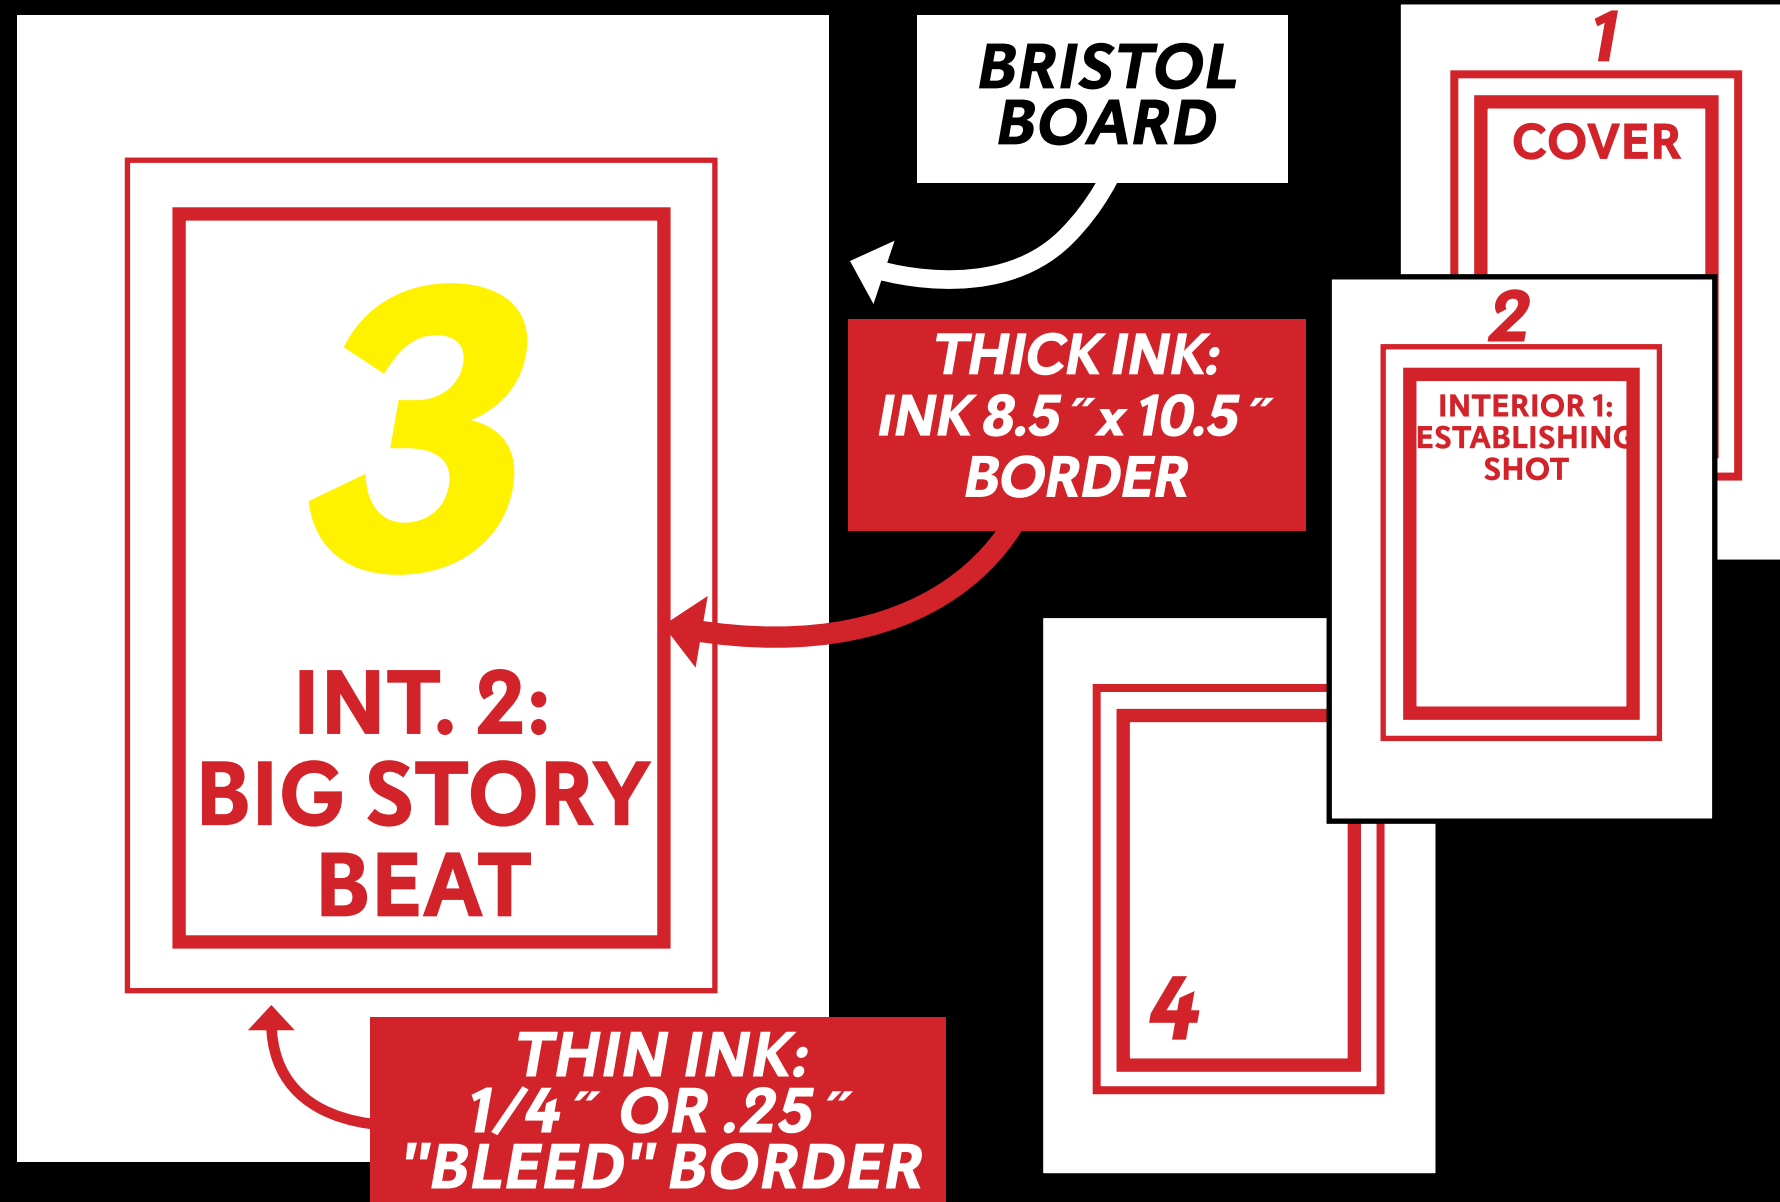 3
INT. 2:
BIG STORY
BEAT
BRISTOL
BOARD
THICK INK:
INK 8.5˝x 10.5˝
BORDER
THIN INK:
1/4˝ OR .25˝
"BLEED" BORDER
1
COVER
2
INTERIOR 1:
ESTABLISHING
SHOT
4